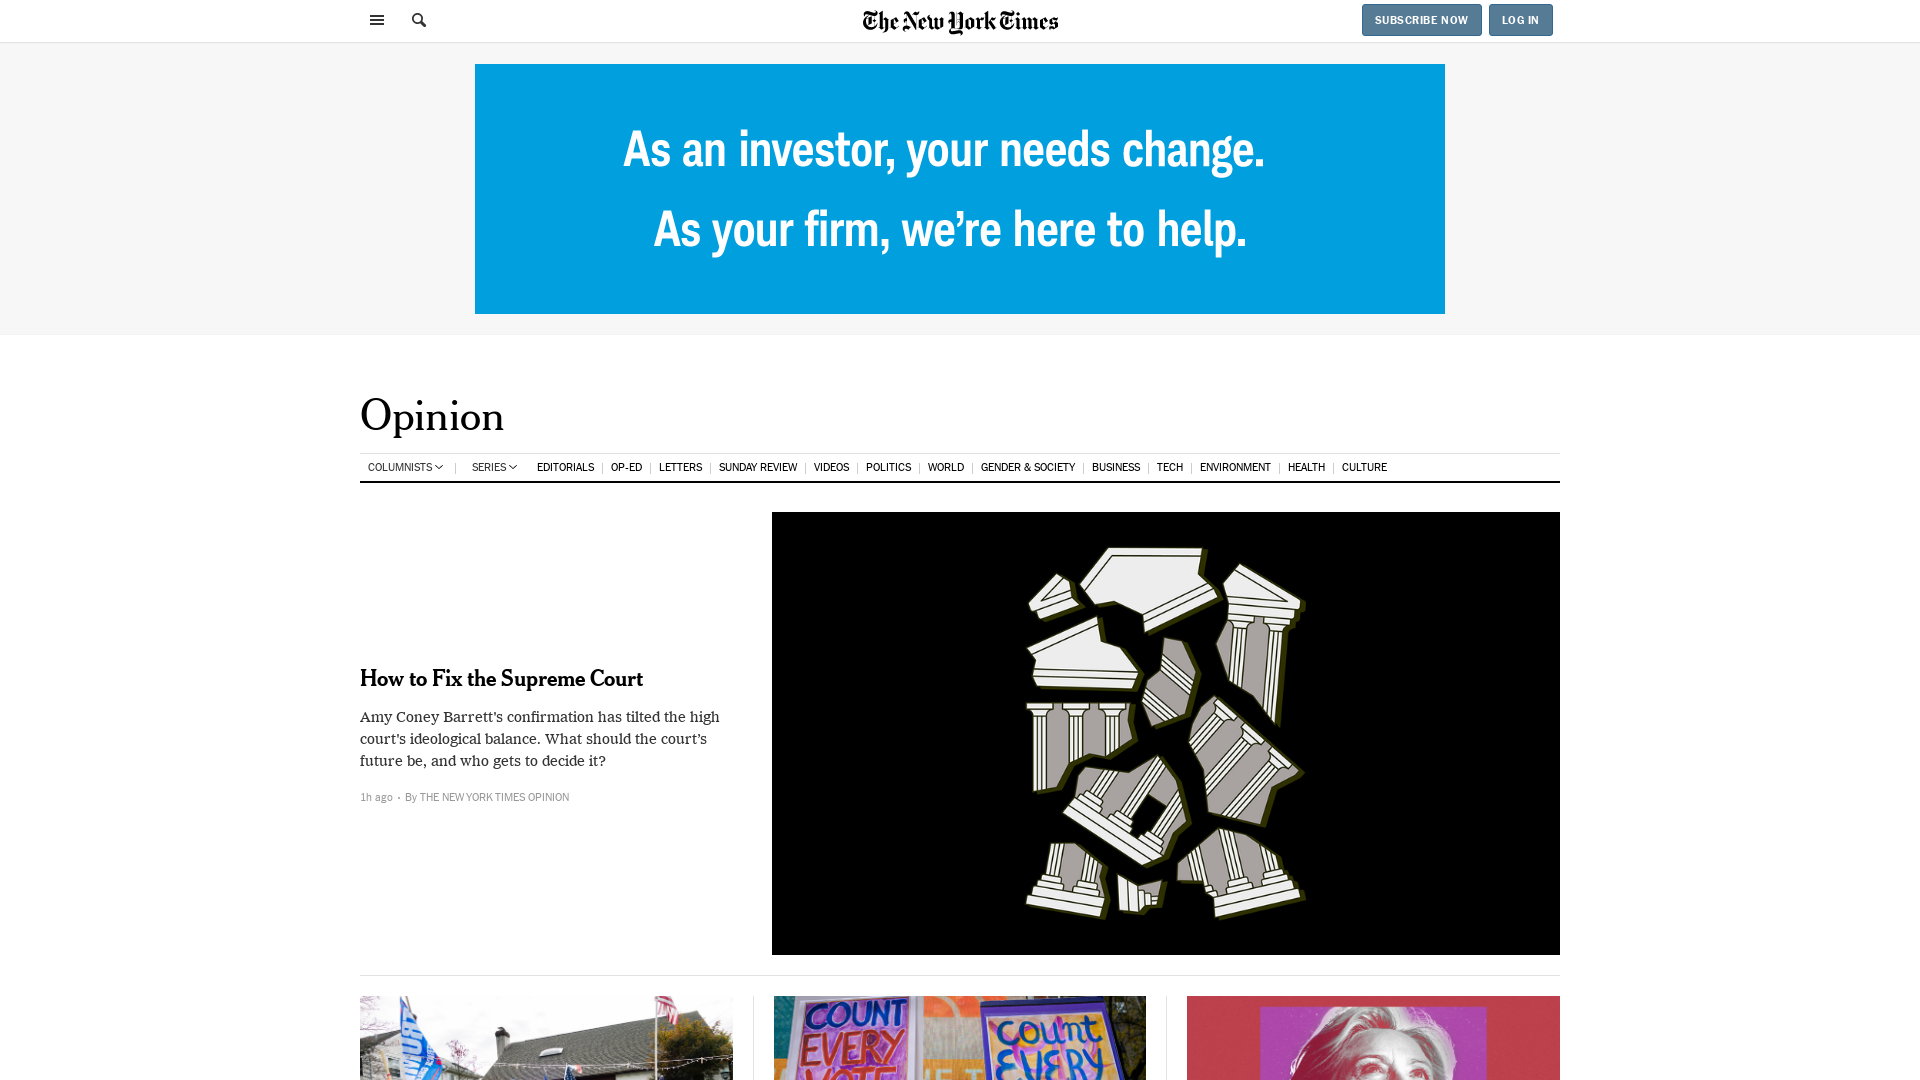 The New York Times
SUBSCRIBE NOW
LOG IN
As an investor, your needs change.
As your firm, we're here to help.
Opinion
COLUMNISTS SERIES EDITORIALS OP-ED LETTERS SUNDAY REVIEW VIDEOS POLITICS WORLD GENDER & SOCIETY BUSINESS TECH ENVIRONMENT HEALTH CULTURE
How to Fix the Supreme Court
Amy Coney Barrett's confirmation has tilted the high
court's ideological balance. What should the court’s
future be, and who gets to decide it?
1h ago • By THE NEW YORK TIMES OPINION
COUNT
EVERY
VOTE
Count
EVERY